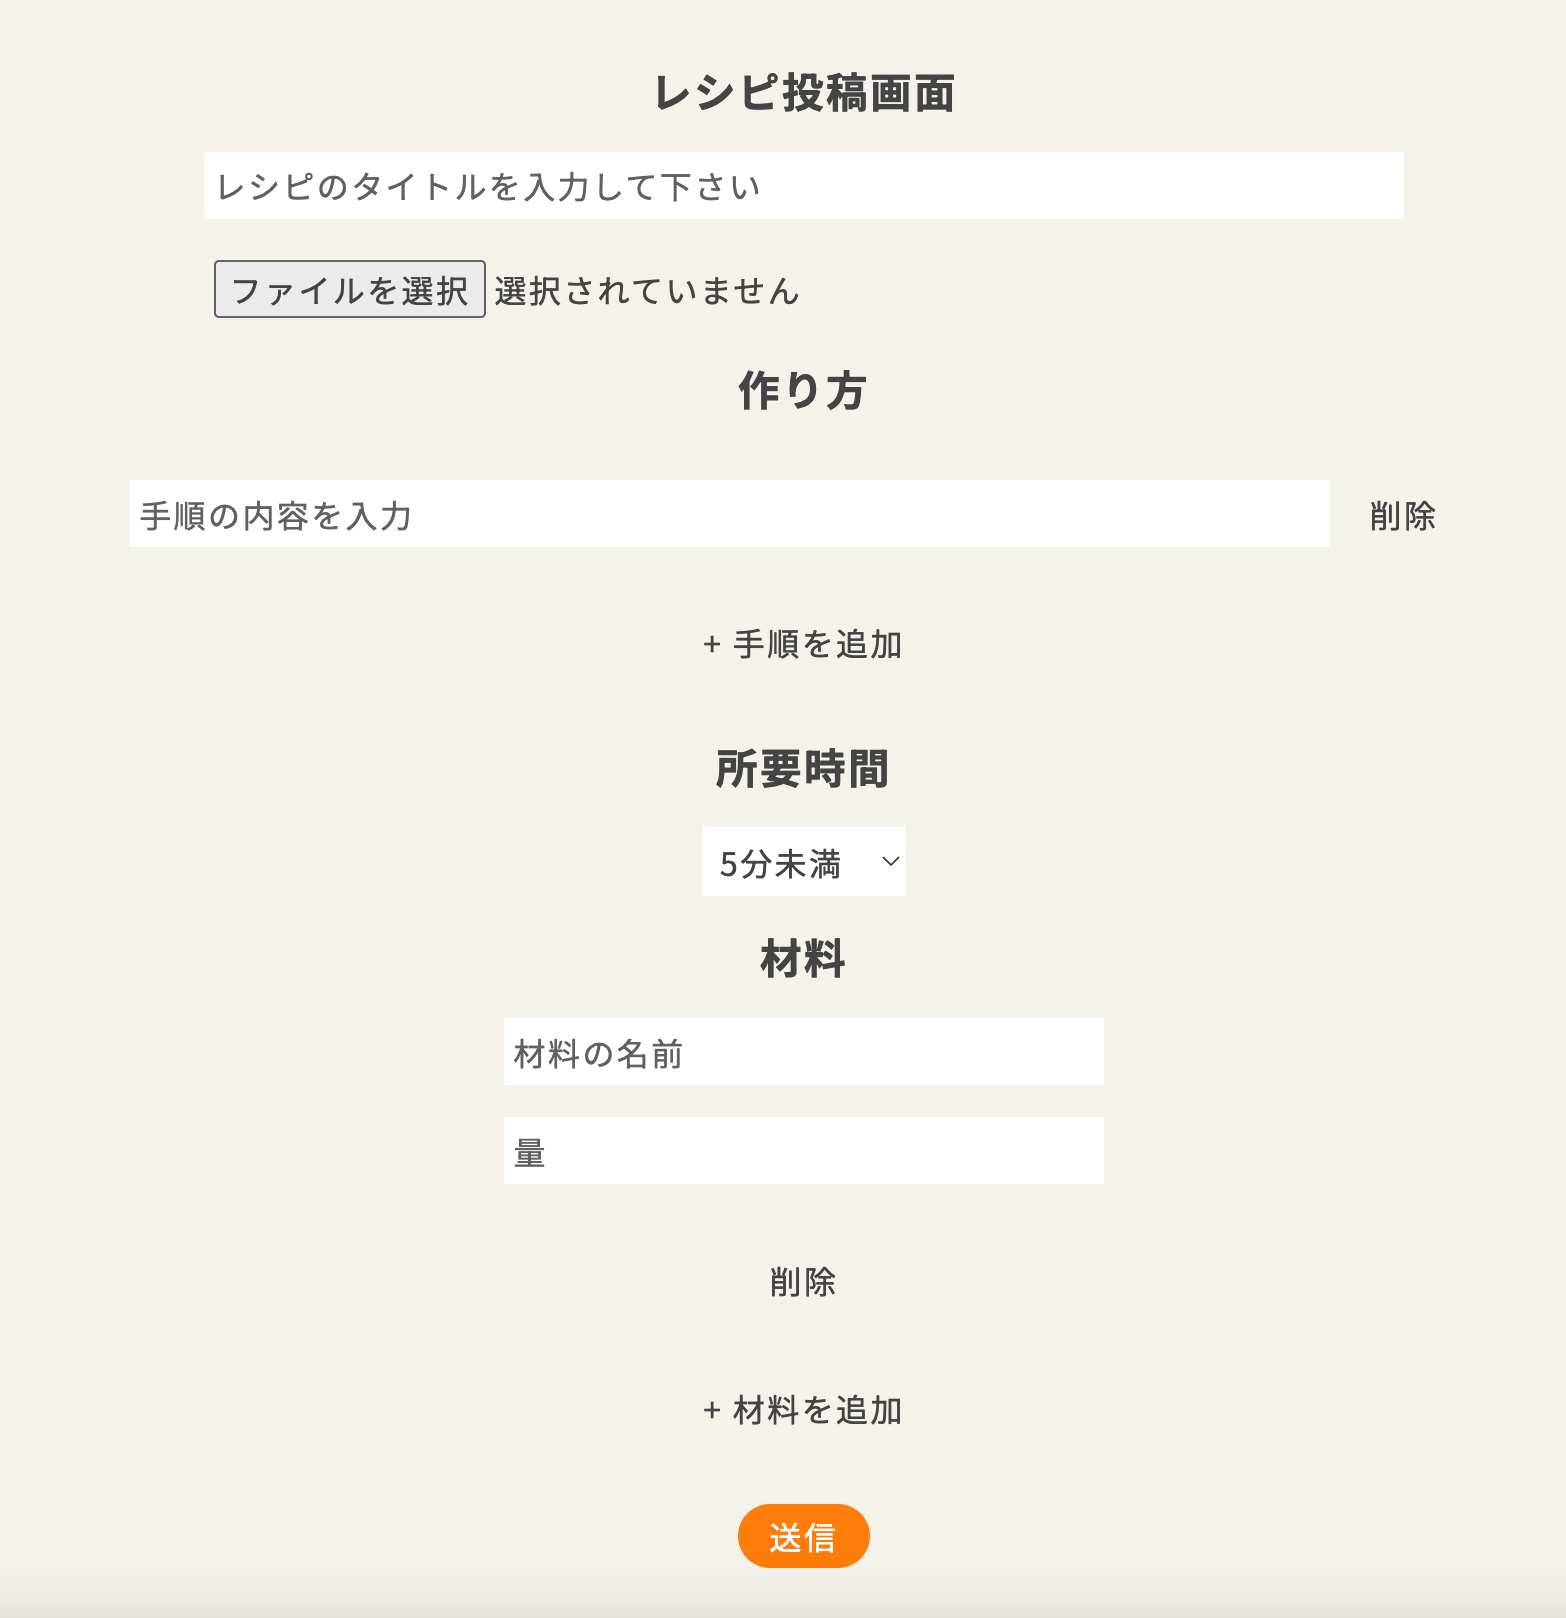 レシピ投稿画面
レシピのタイトルを入力して下さい
ファイルを選択 選択されていません
作り方
手順の内容を入力 削除
+ 手順を追加
所要時間
5分未満
材料
材料の名前
量
削除
+ 材料を追加
送信